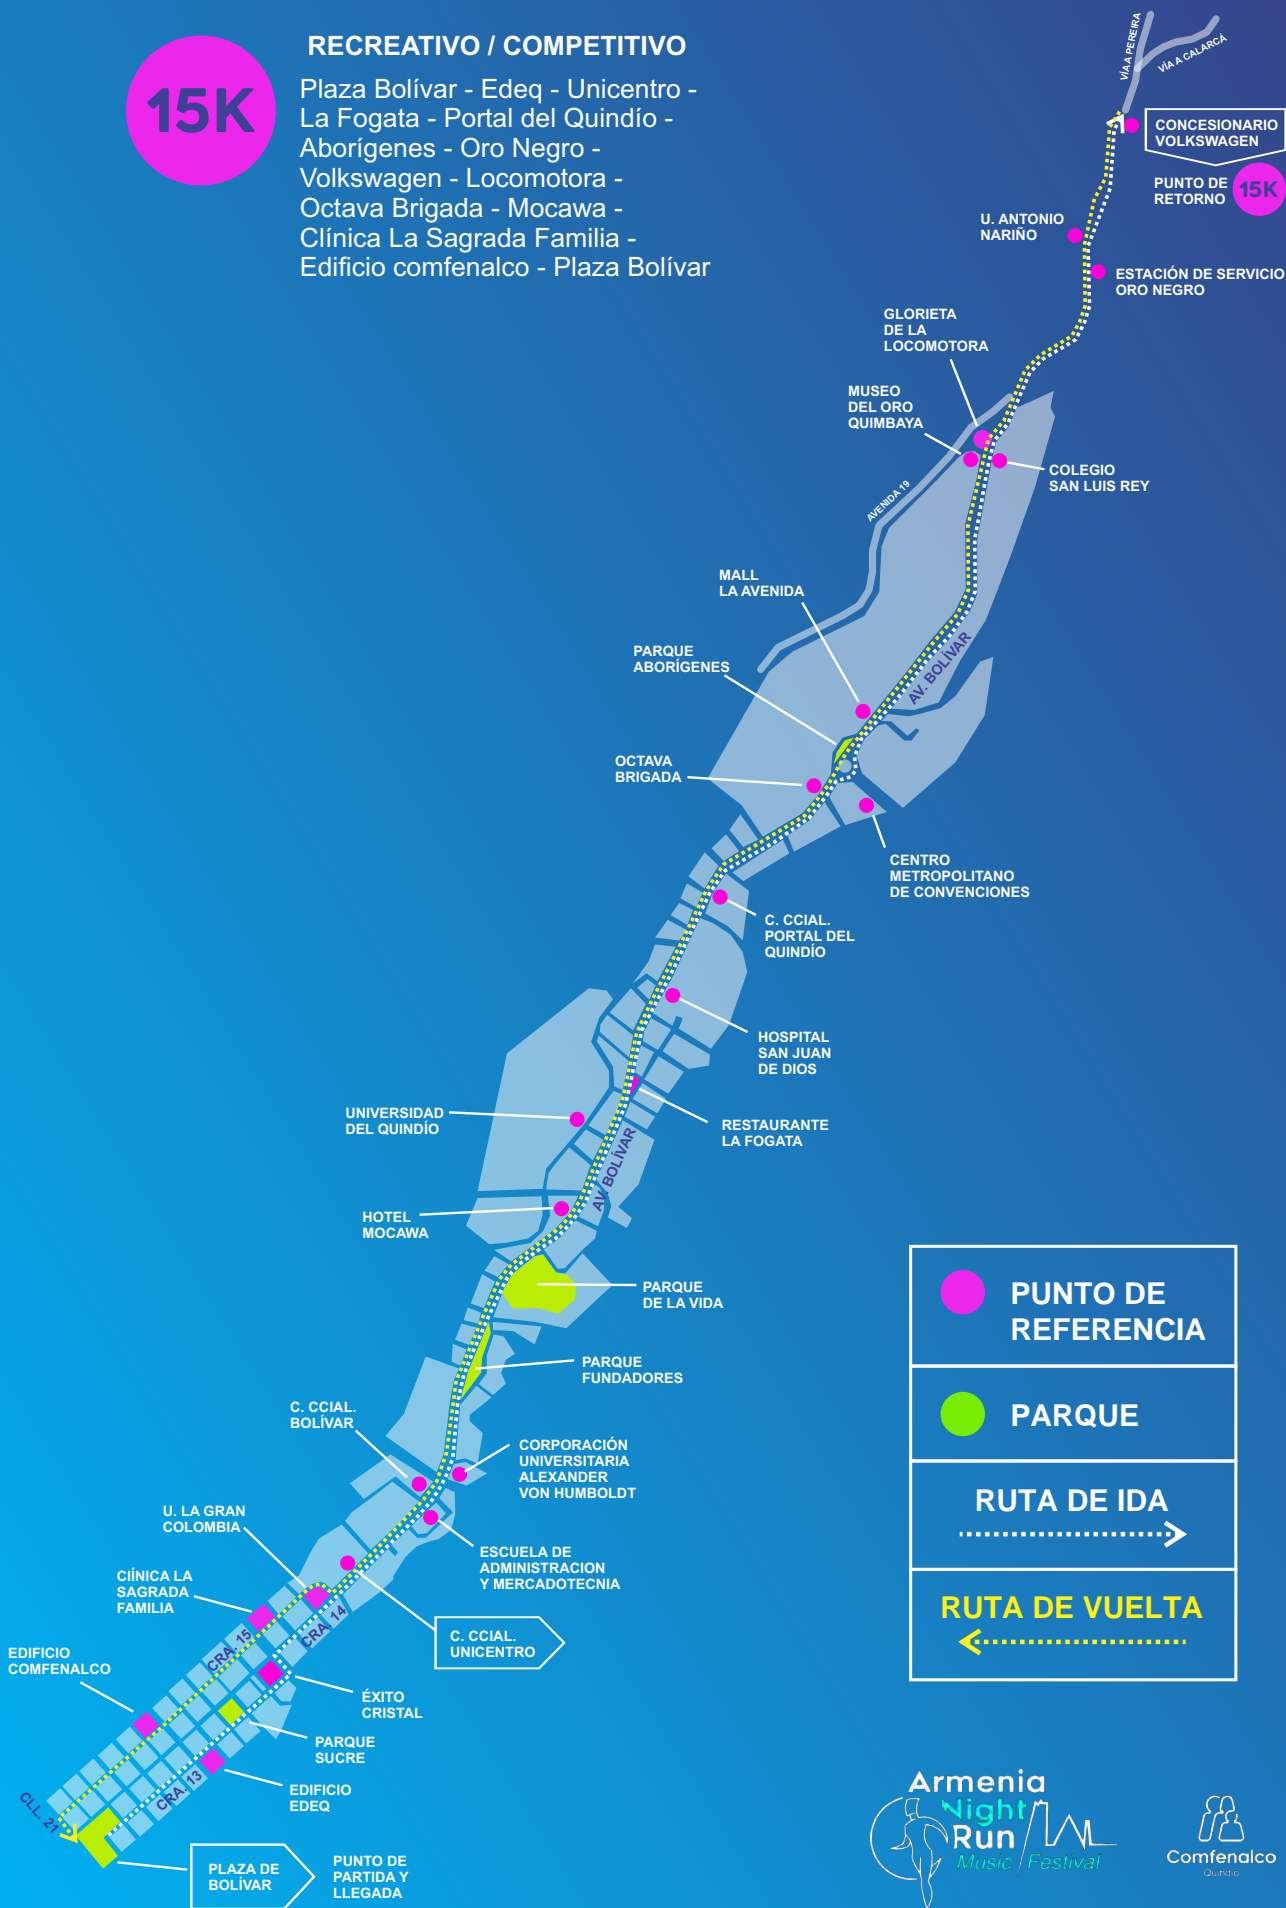 15K
RECREATIVO / COMPETITIVO
Plaza Bolívar - Edeq - Unicentro -
La Fogata - Portal del Quindío -
Aborígenes - Oro Negro -
Volkswagen - Locomotora -
Octava Brigada - Mocawa -
Clínica La Sagrada Familia -
Edificio comfenalco - Plaza Bolívar
VÍA A PEREIRA
VÍA A CALARCÁ
CONCESIONARIO
VOLKSWAGEN
PUNTO DE
RETORNO
15K
U. ANTONIO
NARIÑO
ESTACIÓN DE SERVICIO
ORO NEGRO
GLORIETA
DE LA
LOCOMOTORA
MUSEO
DEL ORO
QUIMBAYA
COLEGIO
SAN LUIS REY
AVENIDA 19
MALL
LA AVENIDA
PARQUE
ABORÍGENES
AV. BOLÍVAR
OCTAVA
BRIGADA
CENTRO
METROPOLITANO
DE CONVENCIONES
C. CCIAL.
PORTAL DEL
QUINDÍO
HOSPITAL
SAN JUAN
DE DIOS
UNIVERSIDAD
DEL QUINDÍO
RESTAURANTE
LA FOGATA
AV. BOLÍVAR
HOTEL
MOCAWA
PARQUE
DE LA VIDA
PARQUE
FUNDADORES
C. CCIAL.
BOLÍVAR
CORPORACIÓN
UNIVERSITARIA
ALEXANDER
VON HUMBOLDT
U. LA GRAN
COLOMBIA
ESCUELA DE
ADMINISTRACION
Y MERCADOTECNIA
CIÍNICA LA
SAGRADA
FAMILIA
CRA. 14
CRA. 15
C. CCIAL.
UNICENTRO
EDIFICIO
COMFENALCO
ÉXITO
CRISTAL
PARQUE
SUCRE
EDIFICIO
EDEQ
CRA. 13
CLL. 21
PLAZA DE
BOLÍVAR
PUNTO DE
PARTIDA Y
LLEGADA
PUNTO DE
REFERENCIA
PARQUE
RUTA DE IDA
RUTA DE VUELTA
Armenia
Night
Run
Music / Festival
Comfenalco
Quindío